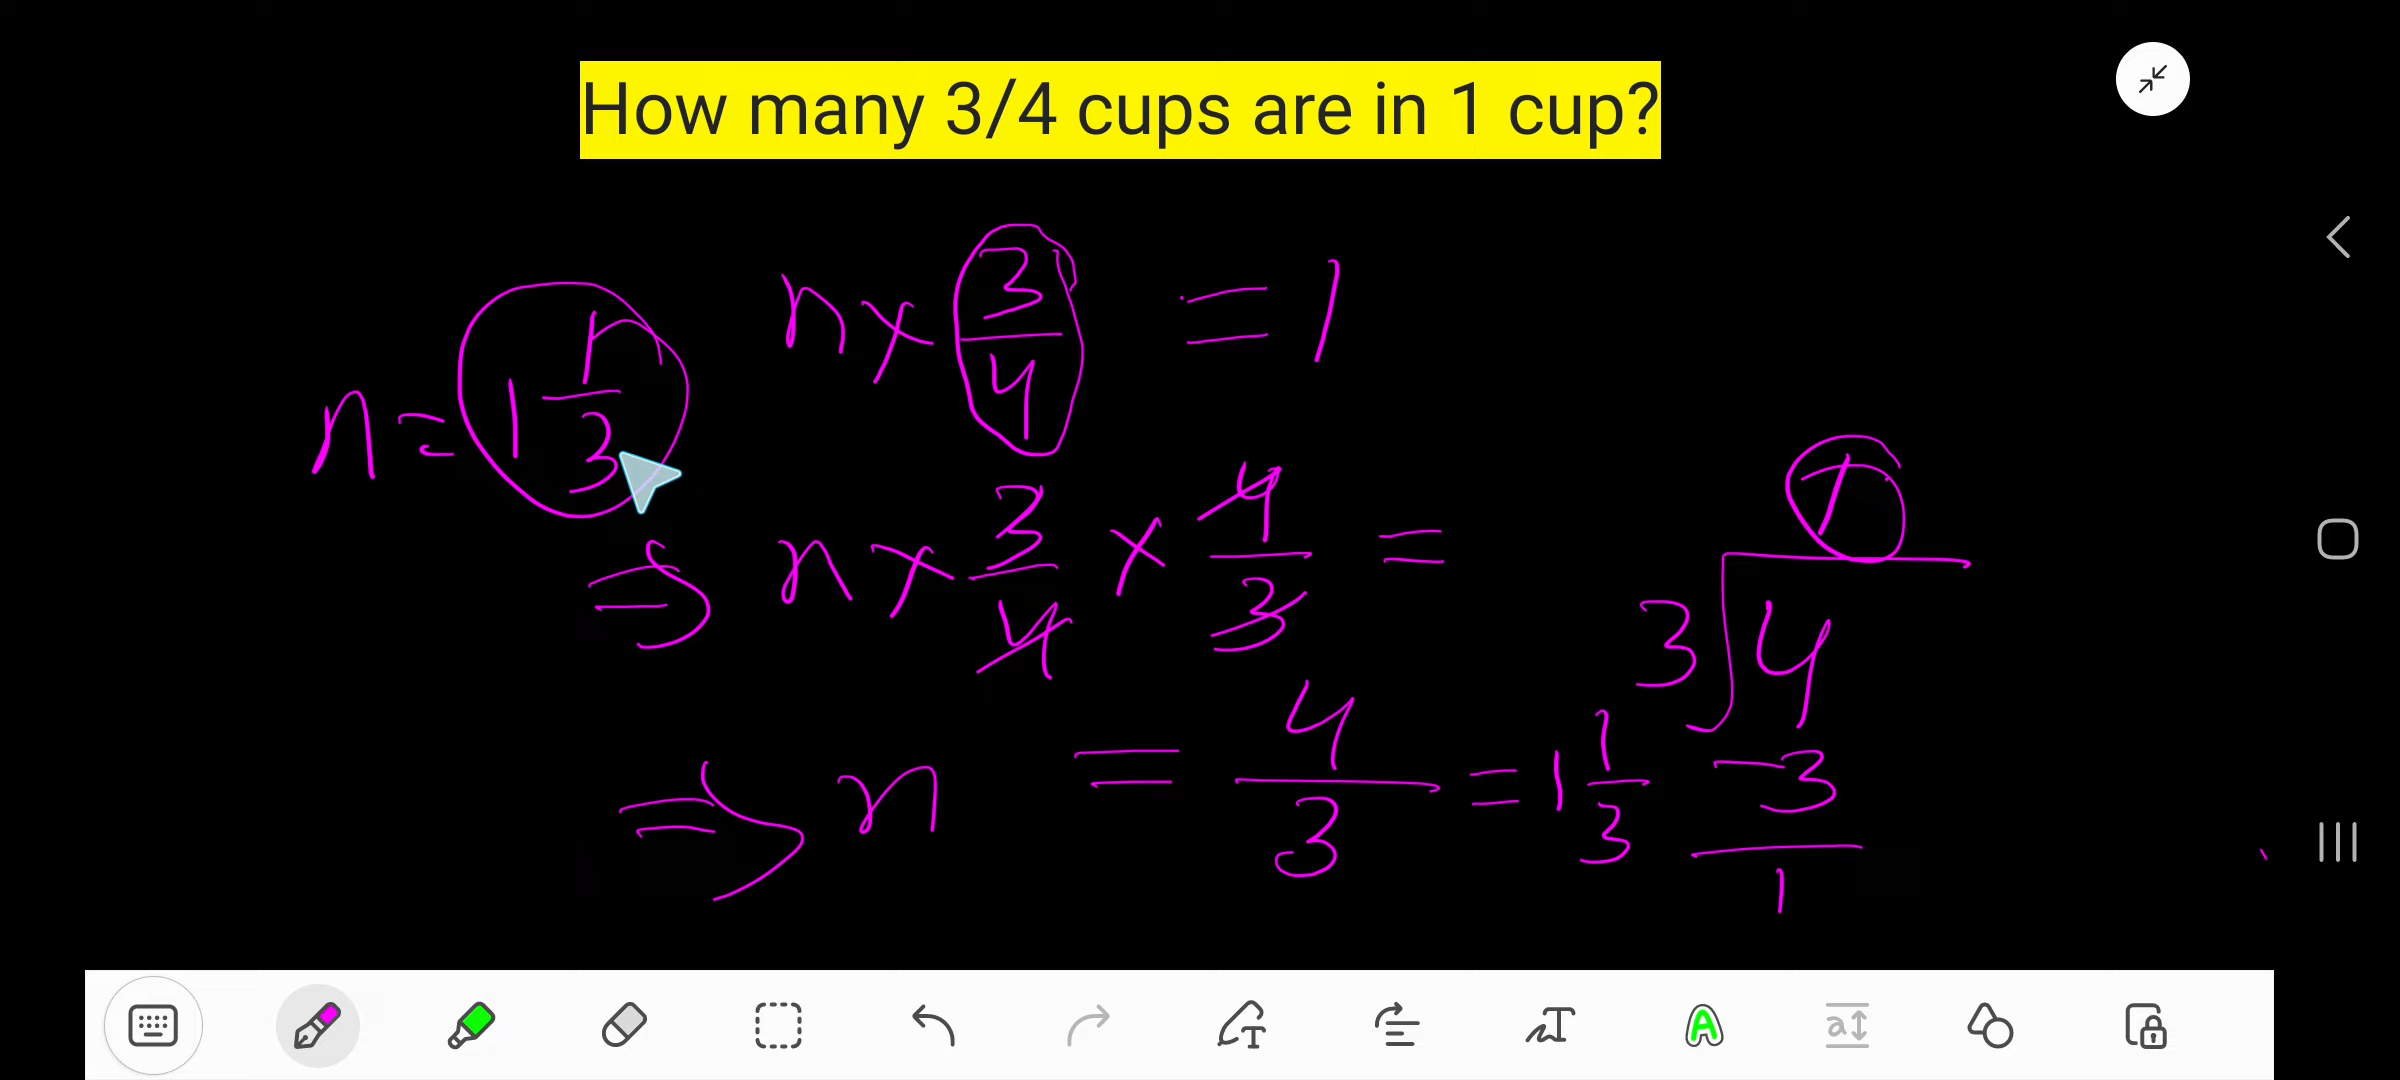 How many 3/4 cups are in 1 cup?
n × 3/4 = 1
n = 1 1/3
⇒ n × 3/4 × 4/3 =
⇒ n = 4/3 = 1 1/3
1
3 4
−3
1